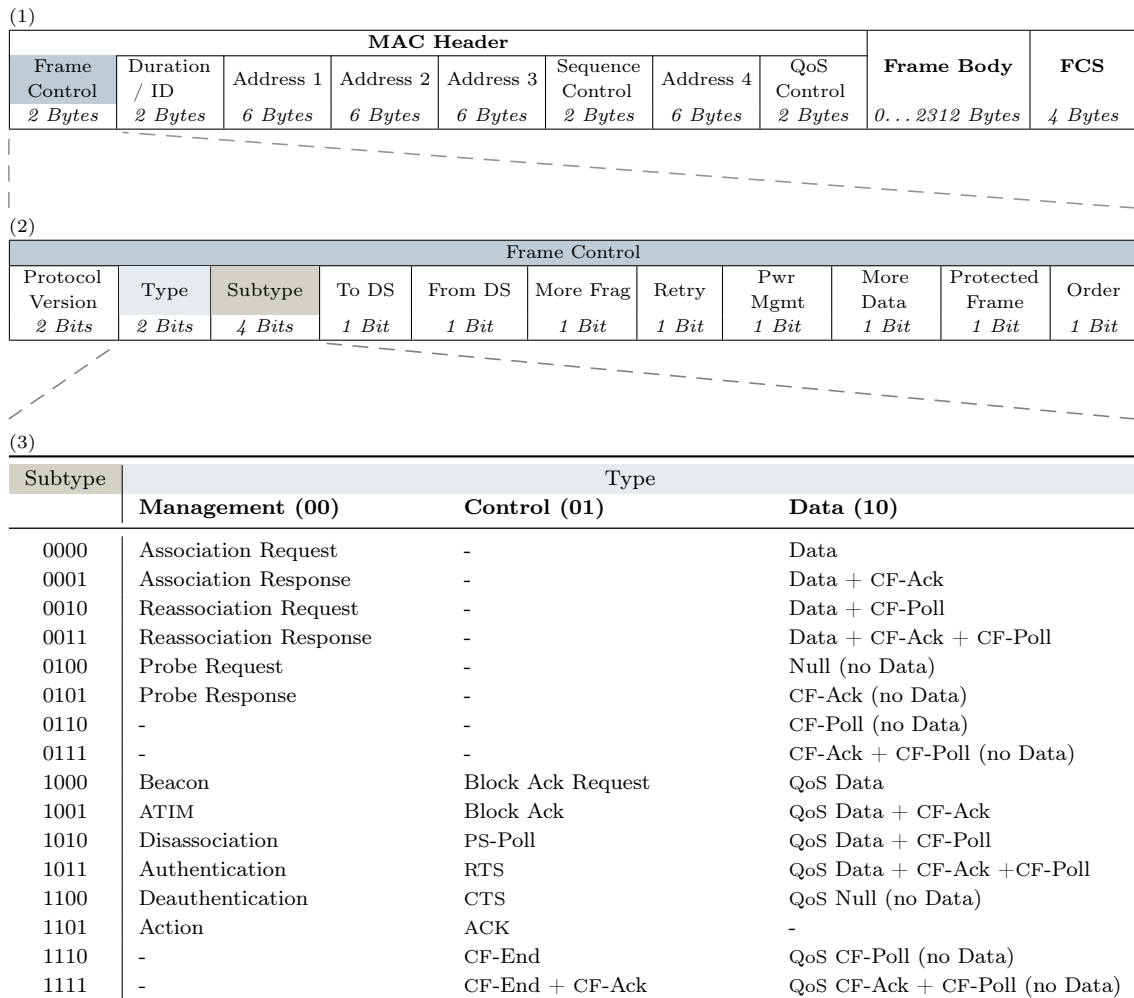 (1)
MAC Header
Frame Control Duration / ID Address 1 Address 2 Address 3 Sequence Control Address 4 QoS Control Frame Body FCS
2 Bytes 2 Bytes 6 Bytes 6 Bytes 6 Bytes 2 Bytes 6 Bytes 2 Bytes 0...2312 Bytes 4 Bytes
(2)
Frame Control
Protocol Version Type Subtype To DS From DS More Frag Retry Pwr Mgmt More Data Protected Frame Order
2 Bits 2 Bits 4 Bits 1 Bit 1 Bit 1 Bit 1 Bit 1 Bit 1 Bit 1 Bit 1 Bit
(3)
Subtype Type
Management (00) Control (01) Data (10)
0000 Association Request - Data
0001 Association Response - Data + CF-Ack
0010 Reassociation Request - Data + CF-Poll
0011 Reassociation Response - Data + CF-Ack + CF-Poll
0100 Probe Request - Null (no Data)
0101 Probe Response - CF-Ack (no Data)
0110 - - CF-Poll (no Data)
0111 - - CF-Ack + CF-Poll (no Data)
1000 Beacon Block Ack Request QoS Data
1001 ATIM Block Ack QoS Data + CF-Ack
1010 Disassociation PS-Poll QoS Data + CF-Poll
1011 Authentication RTS QoS Data + CF-Ack +CF-Poll
1100 Deauthentication CTS QoS Null (no Data)
1101 Action ACK -
1110 - CF-End QoS CF-Poll (no Data)
1111 - CF-End + CF-Ack QoS CF-Ack + CF-Poll (no Data)